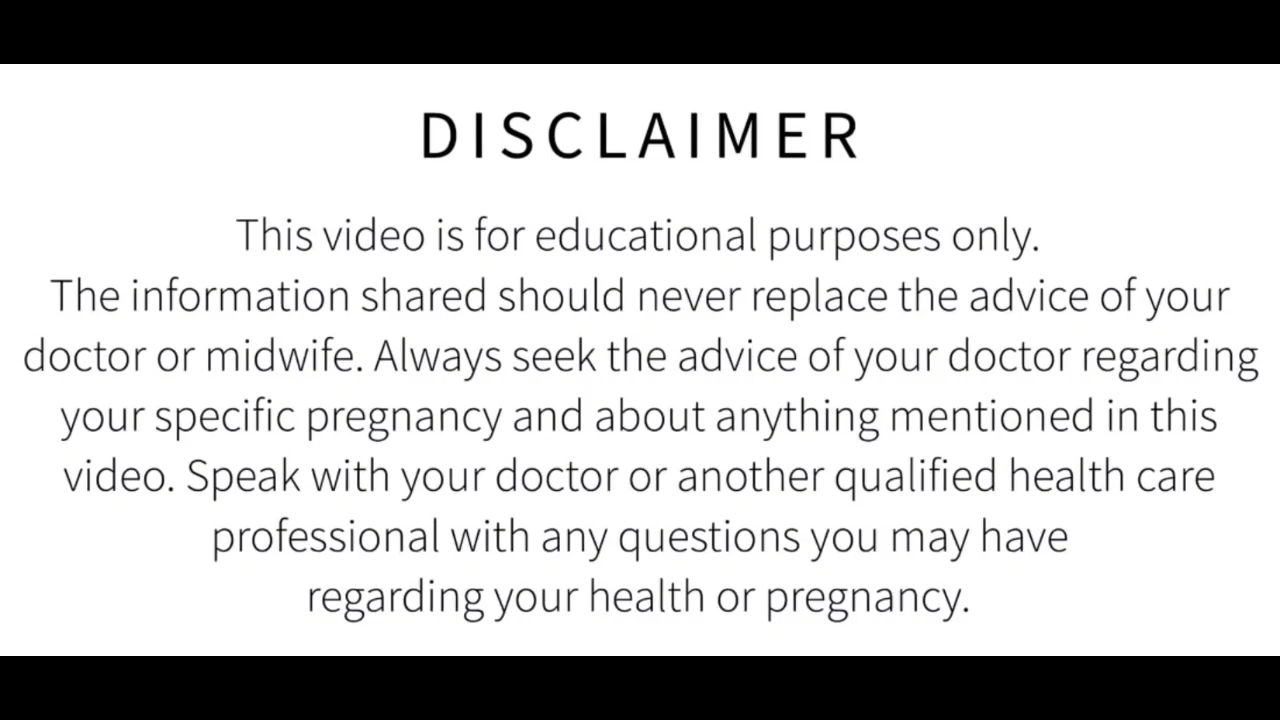 DISCLAIMER
This video is for educational purposes only.
The information shared should never replace the advice of your
doctor or midwife. Always seek the advice of your doctor regarding
your specific pregnancy and about anything mentioned in this
video. Speak with your doctor or another qualified health care
professional with any questions you may have
regarding your health or pregnancy.